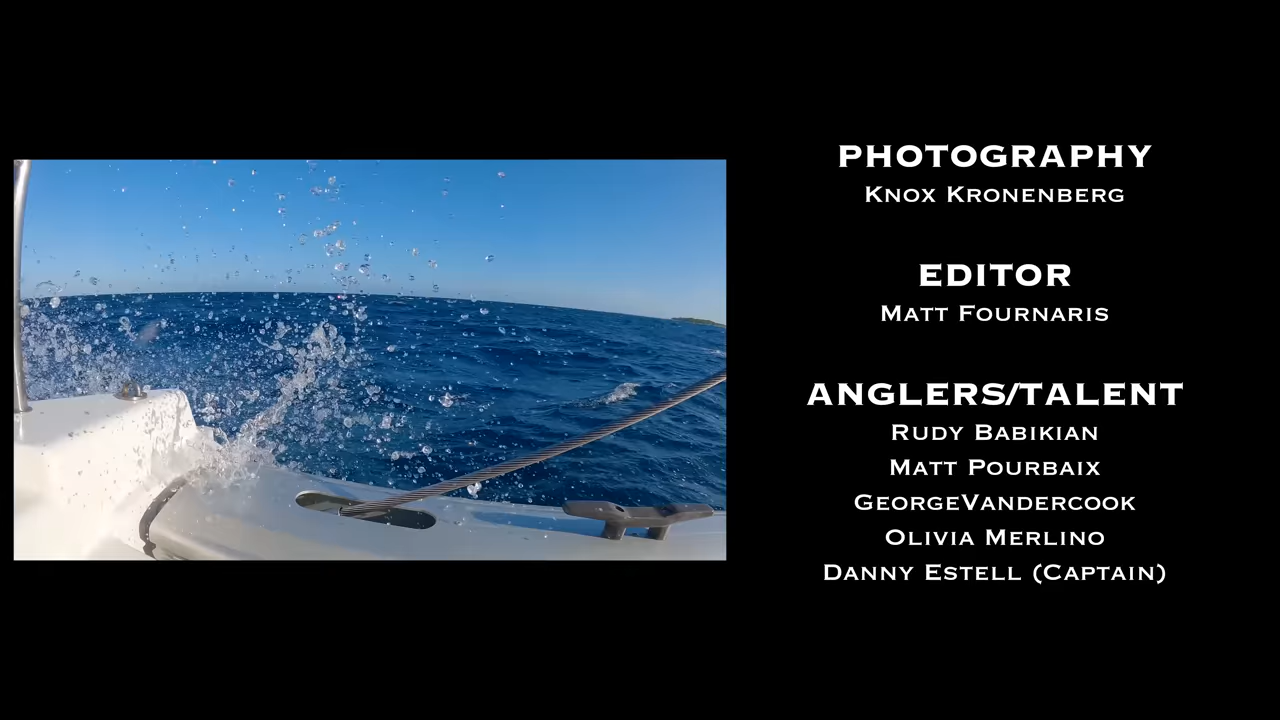 PHOTOGRAPHY
Knox Kronenberg
EDITOR
Matt Fournaris
ANGLERS/TALENT
Rudy Babikian
Matt Pourbaix
GeorgeVandercook
Olivia Merlino
Danny Estell (Captain)